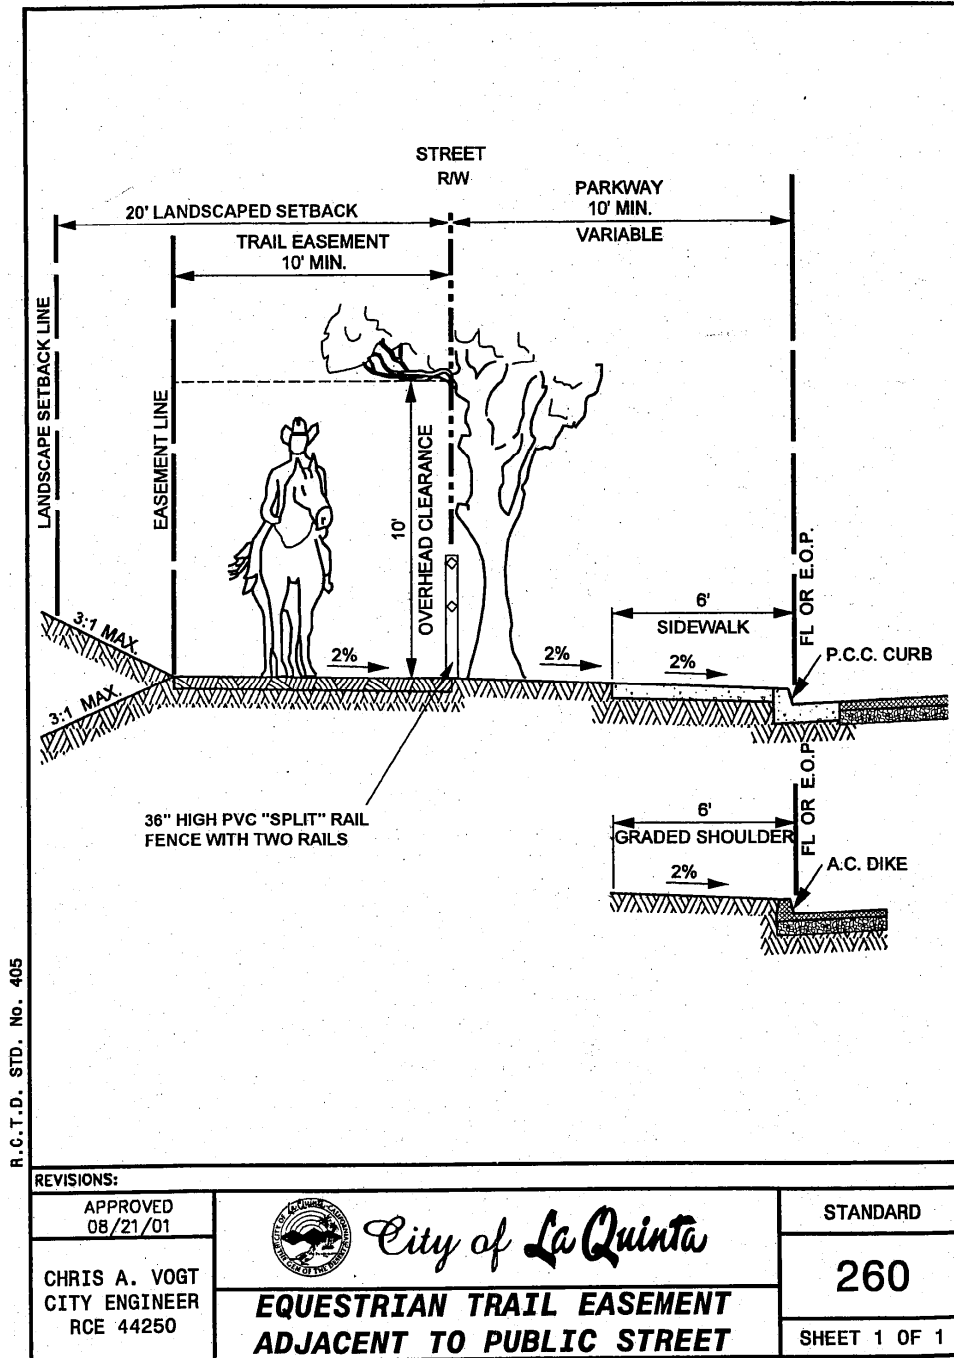 STREET
R/W
PARKWAY
10' MIN.
VARIABLE
20' LANDSCAPED SETBACK
TRAIL EASEMENT
10' MIN.
LANDSCAPE SETBACK LINE
EASEMENT LINE
10'
OVERHEAD CLEARANCE
FL OR E.O.P.
6'
SIDEWALK
3:1 MAX.
2%
2%
2%
P.C.C. CURB
3:1 MAX.
36" HIGH PVC "SPLIT" RAIL
FENCE WITH TWO RAILS
FL OR E.O.P
6'
GRADED SHOULDER
2%
A.C. DIKE
R.C.T.D. STD. No. 405
REVISIONS:
APPROVED
08/21/01
CHRIS A. VOGT
CITY ENGINEER
RCE 44250
City of La Quinta
EQUESTRIAN TRAIL EASEMENT
ADJACENT TO PUBLIC STREET
STANDARD
260
SHEET 1 OF 1